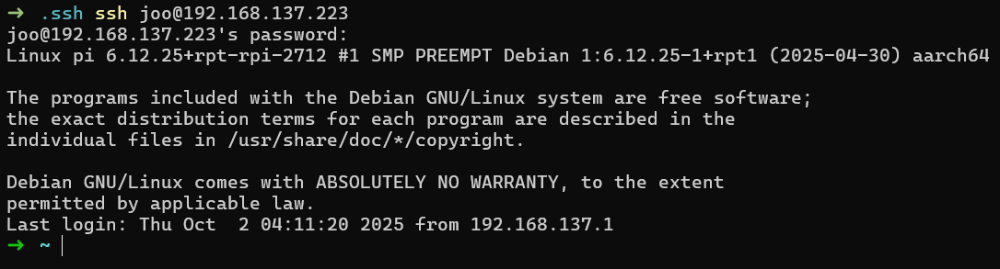 ➜ .ssh ssh joo@192.168.137.223
joo@192.168.137.223's password:
Linux pi 6.12.25+rpt-rpi-2712 #1 SMP PREEMPT Debian 1:6.12.25-1+rpt1 (2025-04-30) aarch64

The programs included with the Debian GNU/Linux system are free software;
the exact distribution terms for each program are described in the
individual files in /usr/share/doc/*/copyright.

Debian GNU/Linux comes with ABSOLUTELY NO WARRANTY, to the extent
permitted by applicable law.
Last login: Thu Oct  2 04:11:20 2025 from 192.168.137.1
➜ ~